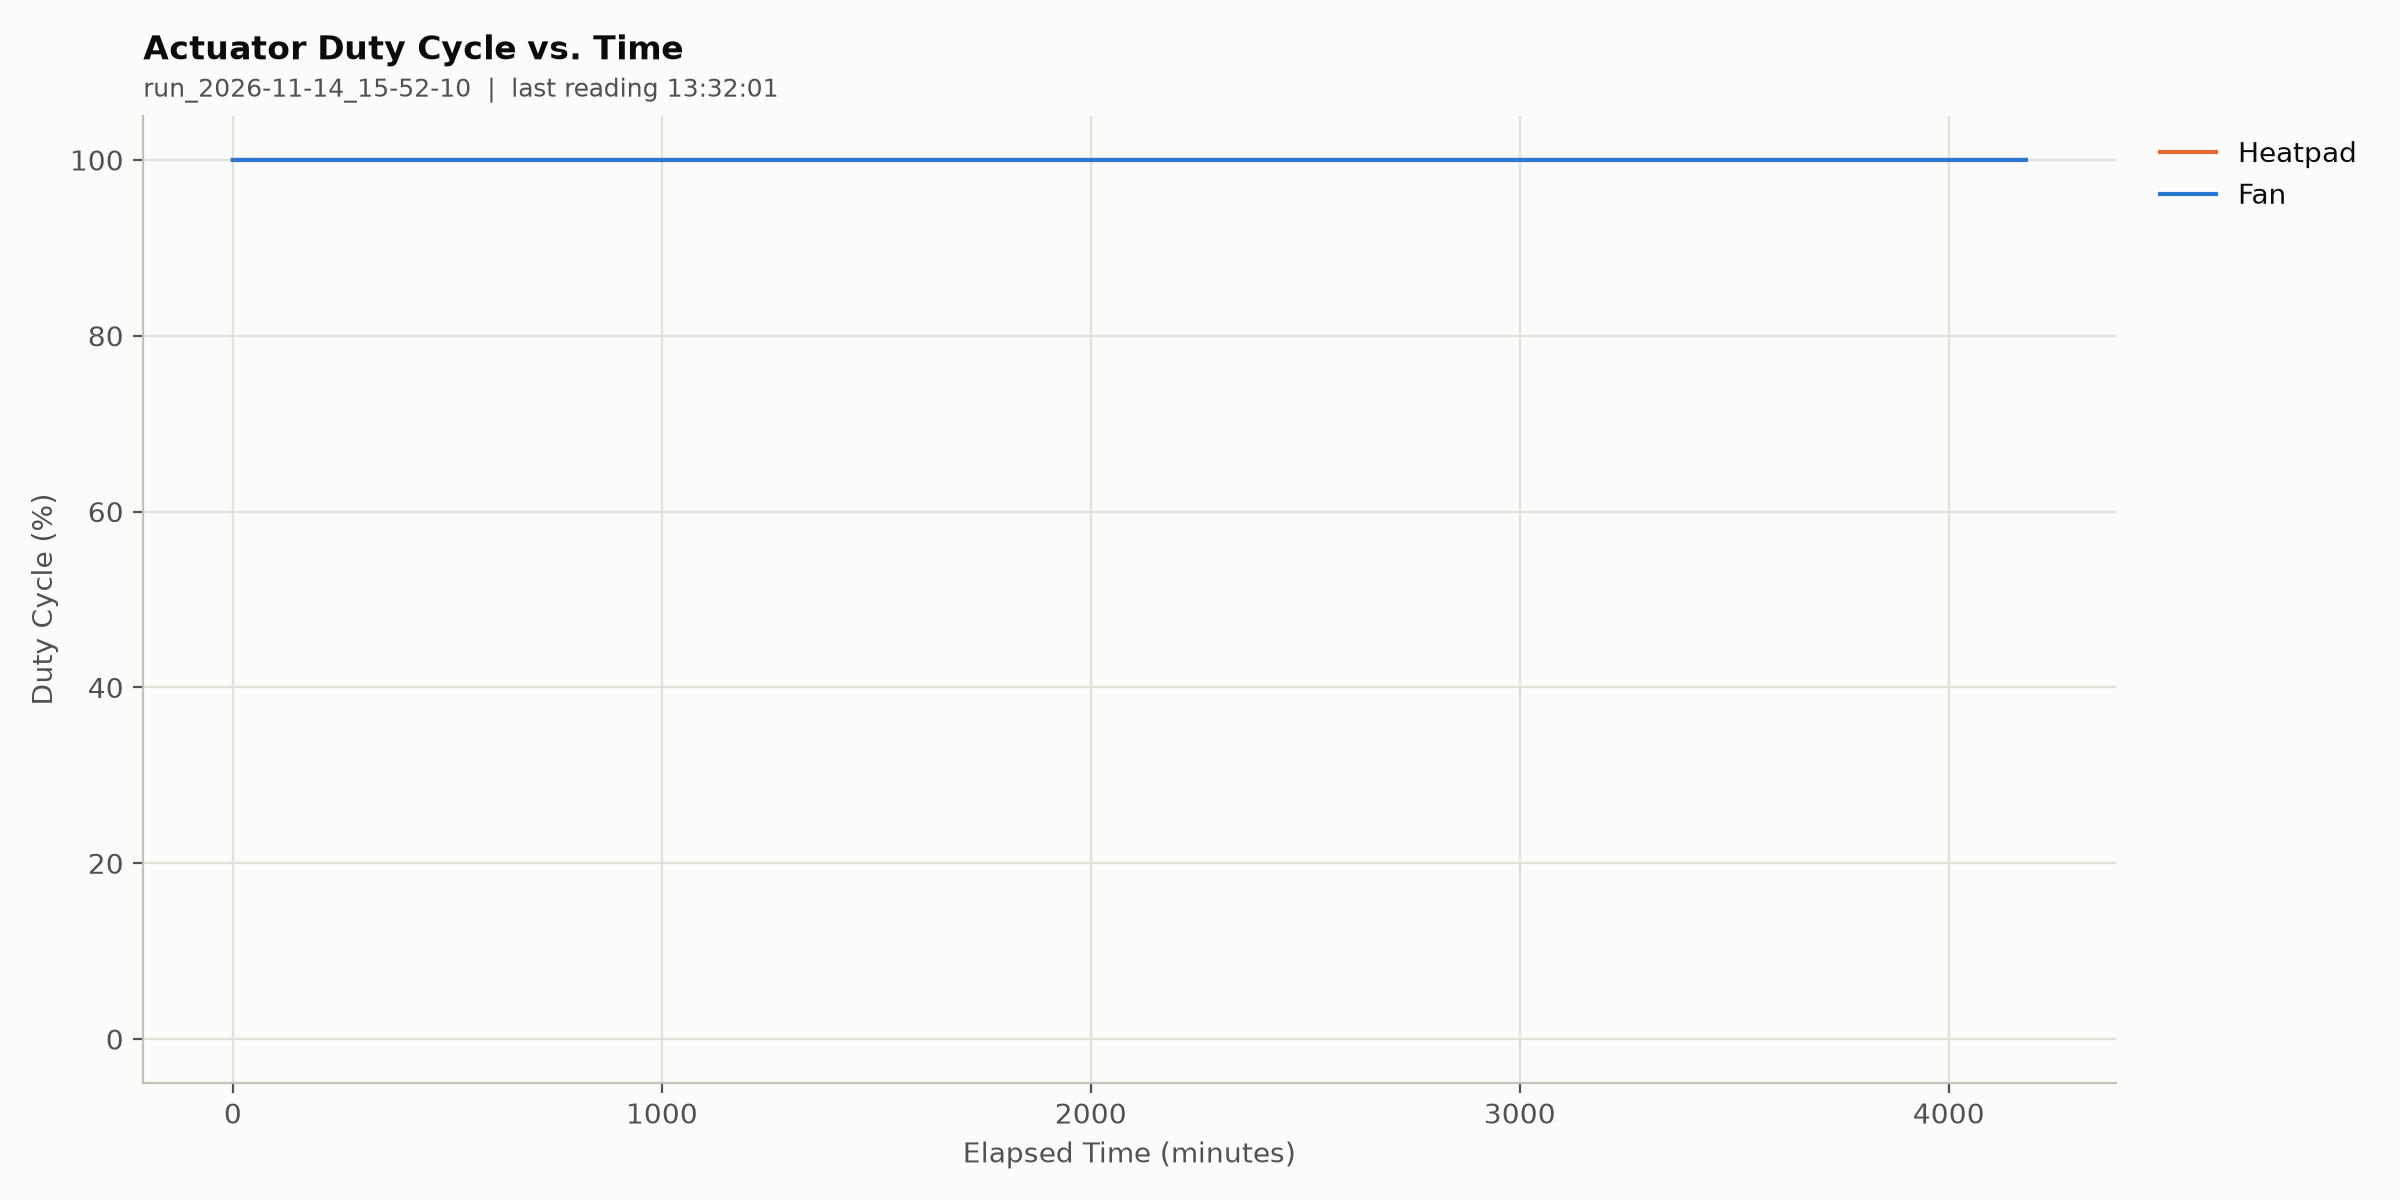 Actuator Duty Cycle vs. Time
run_2026-11-14_15-52-10 | last reading 13:32:01
Heatpad
Fan
100
80
60
40
20
0
Duty Cycle (%)
0 1000 2000 3000 4000
Elapsed Time (minutes)